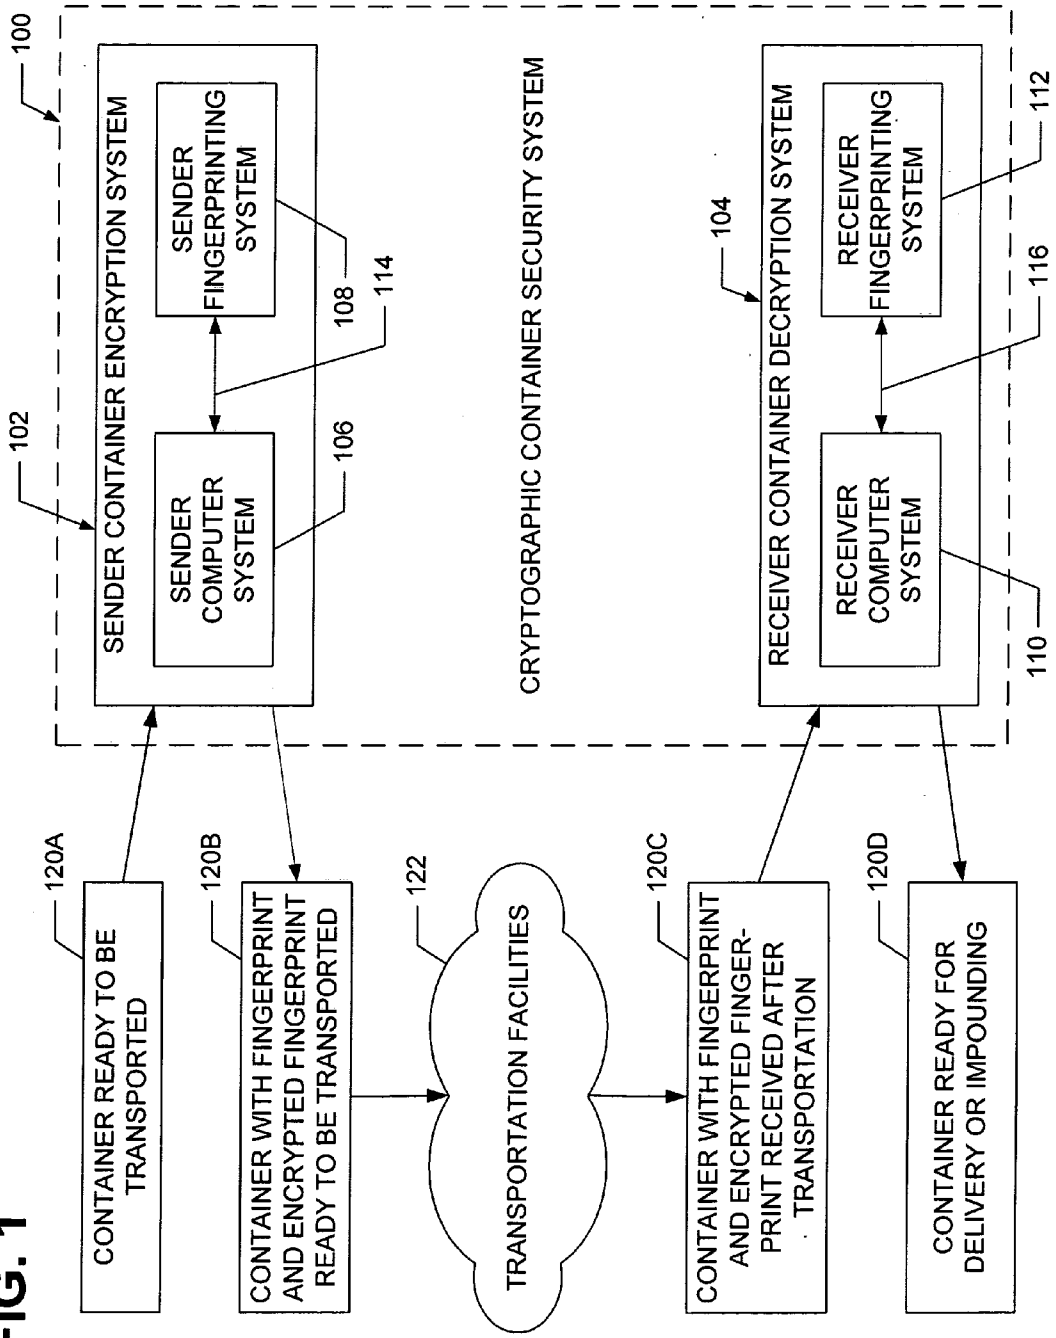 FIG. 1
120A
CONTAINER READY TO BE
TRANSPORTED
120B
CONTAINER WITH FINGERPRINT
AND ENCRYPTED FINGERPRINT
READY TO BE TRANSPORTED
122
TRANSPORTATION FACILITIES
120C
CONTAINER WITH FINGERPRINT
AND ENCRYPTED FINGER-
PRINT RECEIVED AFTER
TRANSPORTATION
120D
CONTAINER READY FOR
DELIVERY OR IMPOUNDING
100
102
SENDER CONTAINER ENCRYPTION SYSTEM
SENDER
COMPUTER
SYSTEM
106
SENDER
FINGERPRINTING
SYSTEM
108
114
CRYPTOGRAPHIC CONTAINER SECURITY SYSTEM
104
RECEIVER CONTAINER DECRYPTION SYSTEM
RECEIVER
COMPUTER
SYSTEM
110
RECEIVER
FINGERPRINTING
SYSTEM
112
116